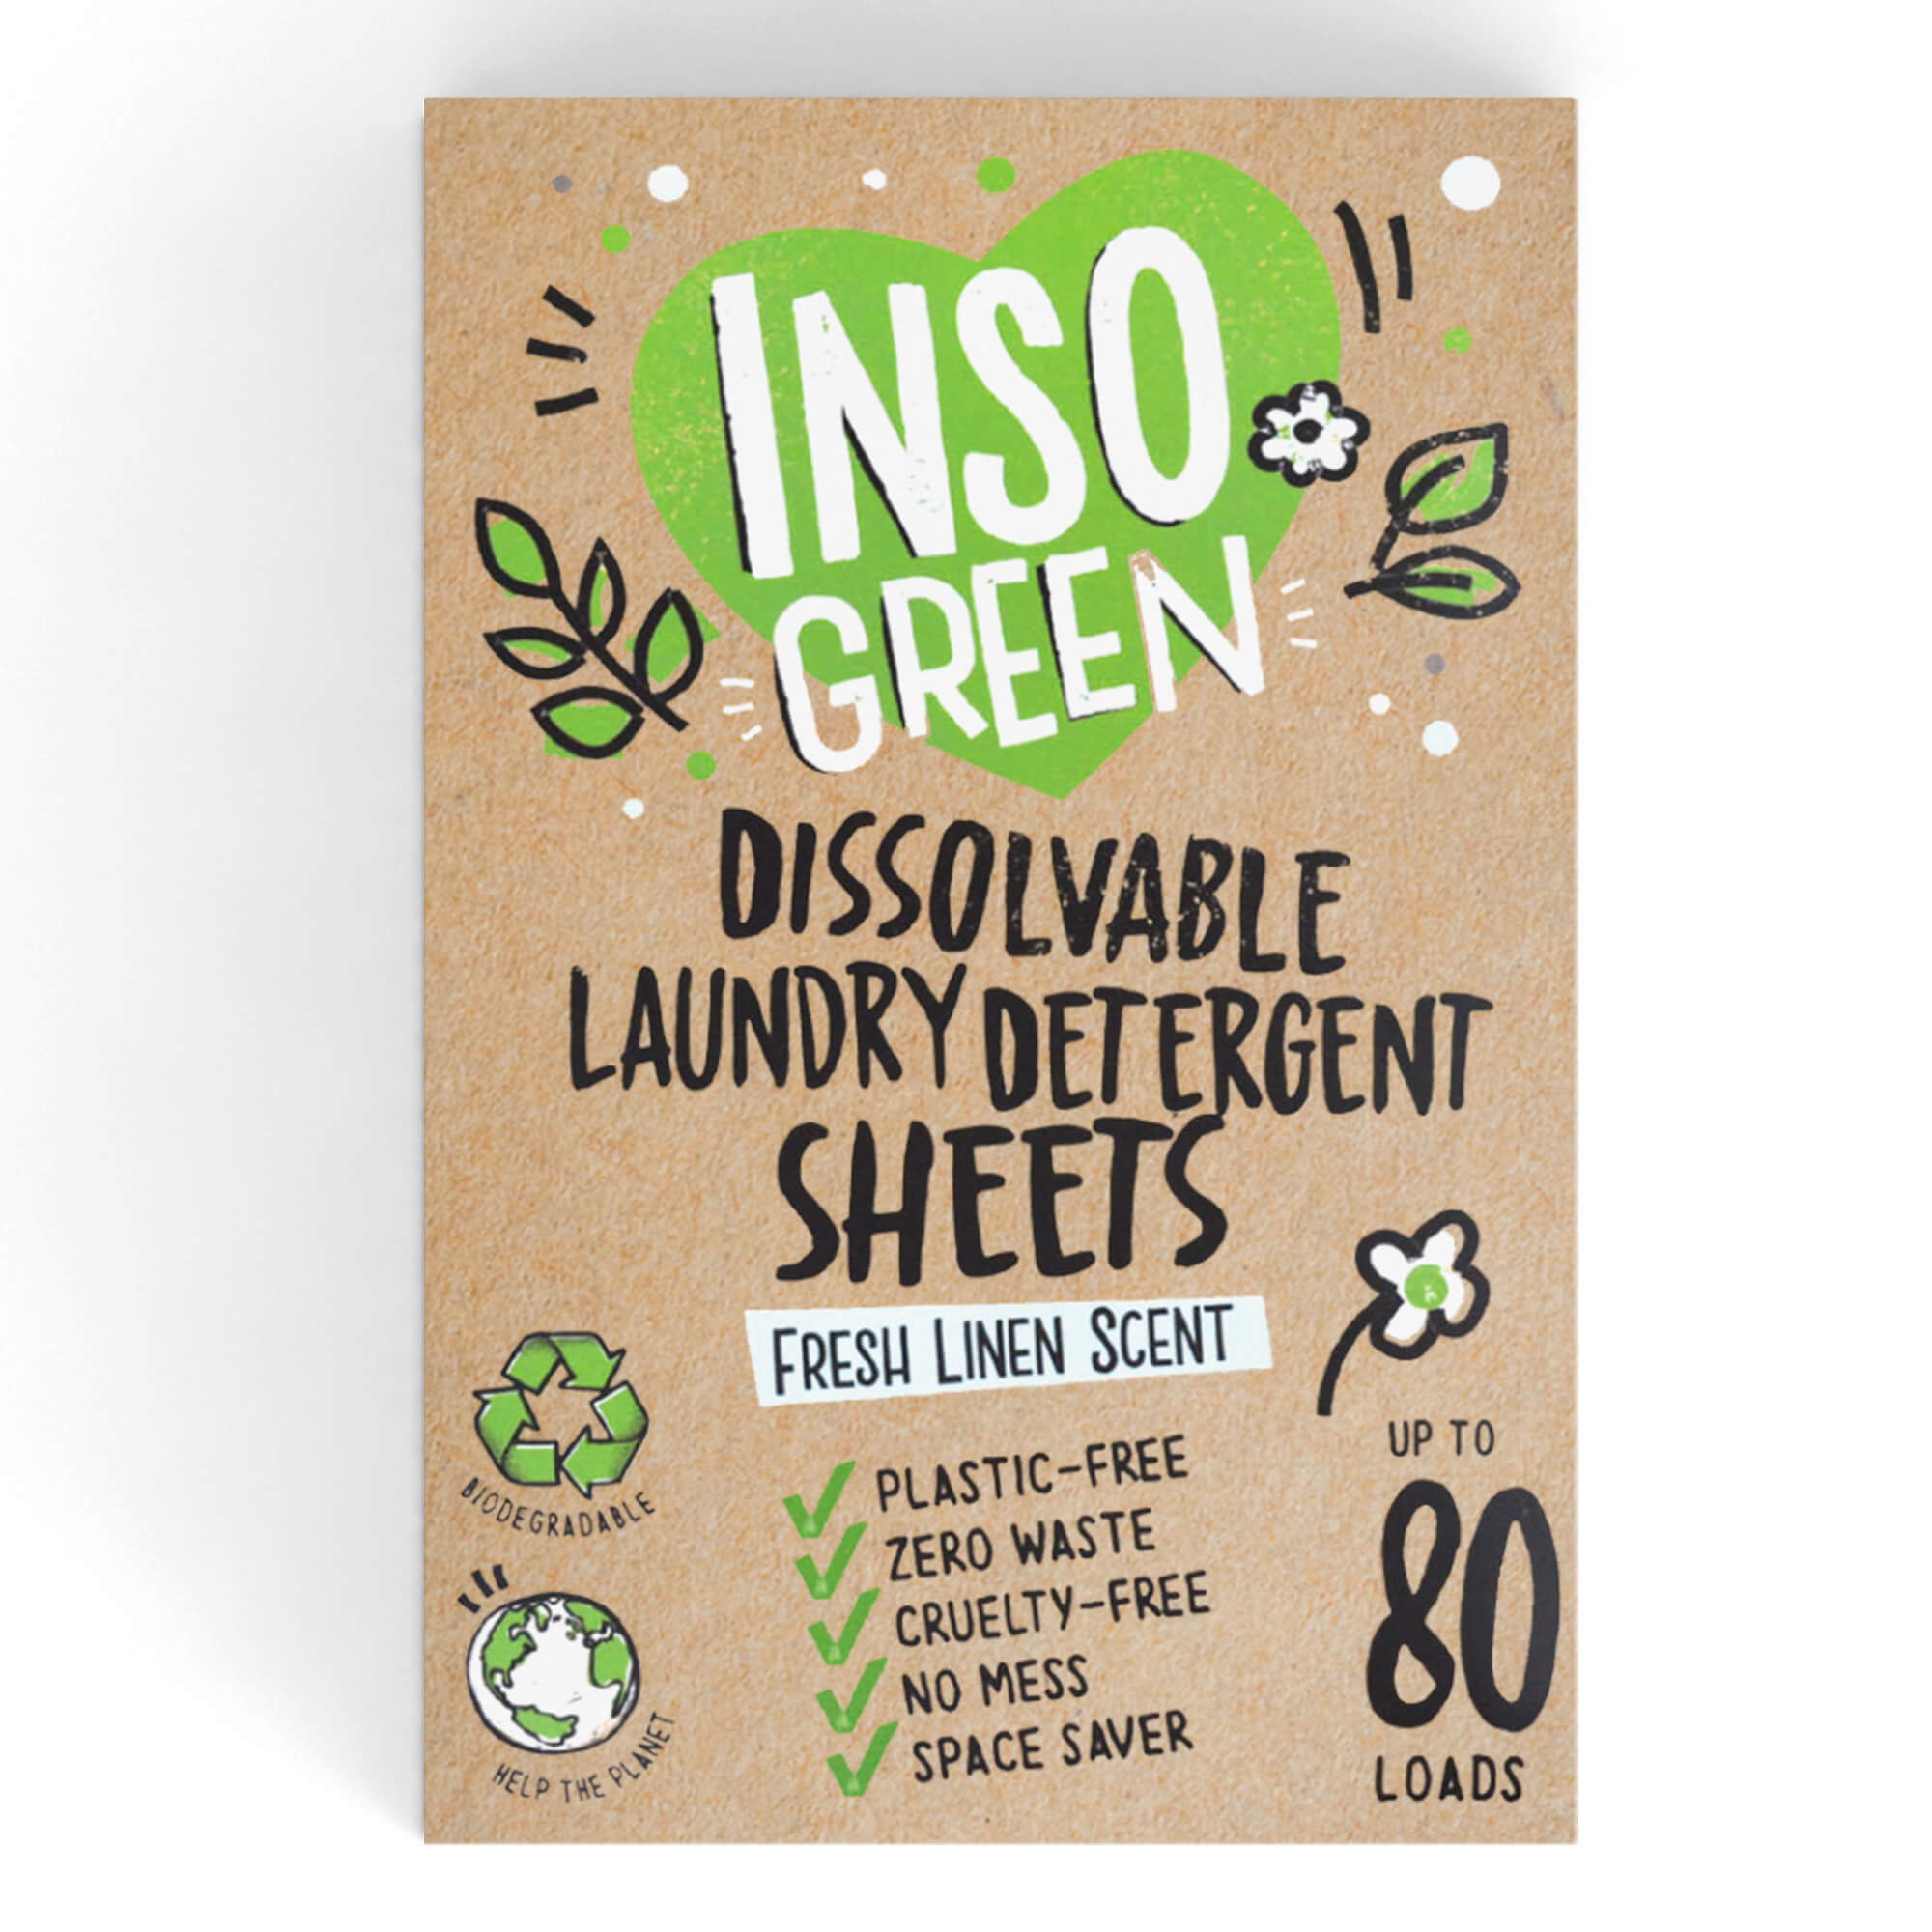 INSO
GREEN
DISSOLVABLE
LAUNDRY DETERGENT
SHEETS
FRESH LINEN SCENT
BIODEGRADABLE
HELP THE PLANET
PLASTIC-FREE
ZERO WASTE
CRUELTY-FREE
NO MESS
SPACE SAVER
UP TO
80
LOADS